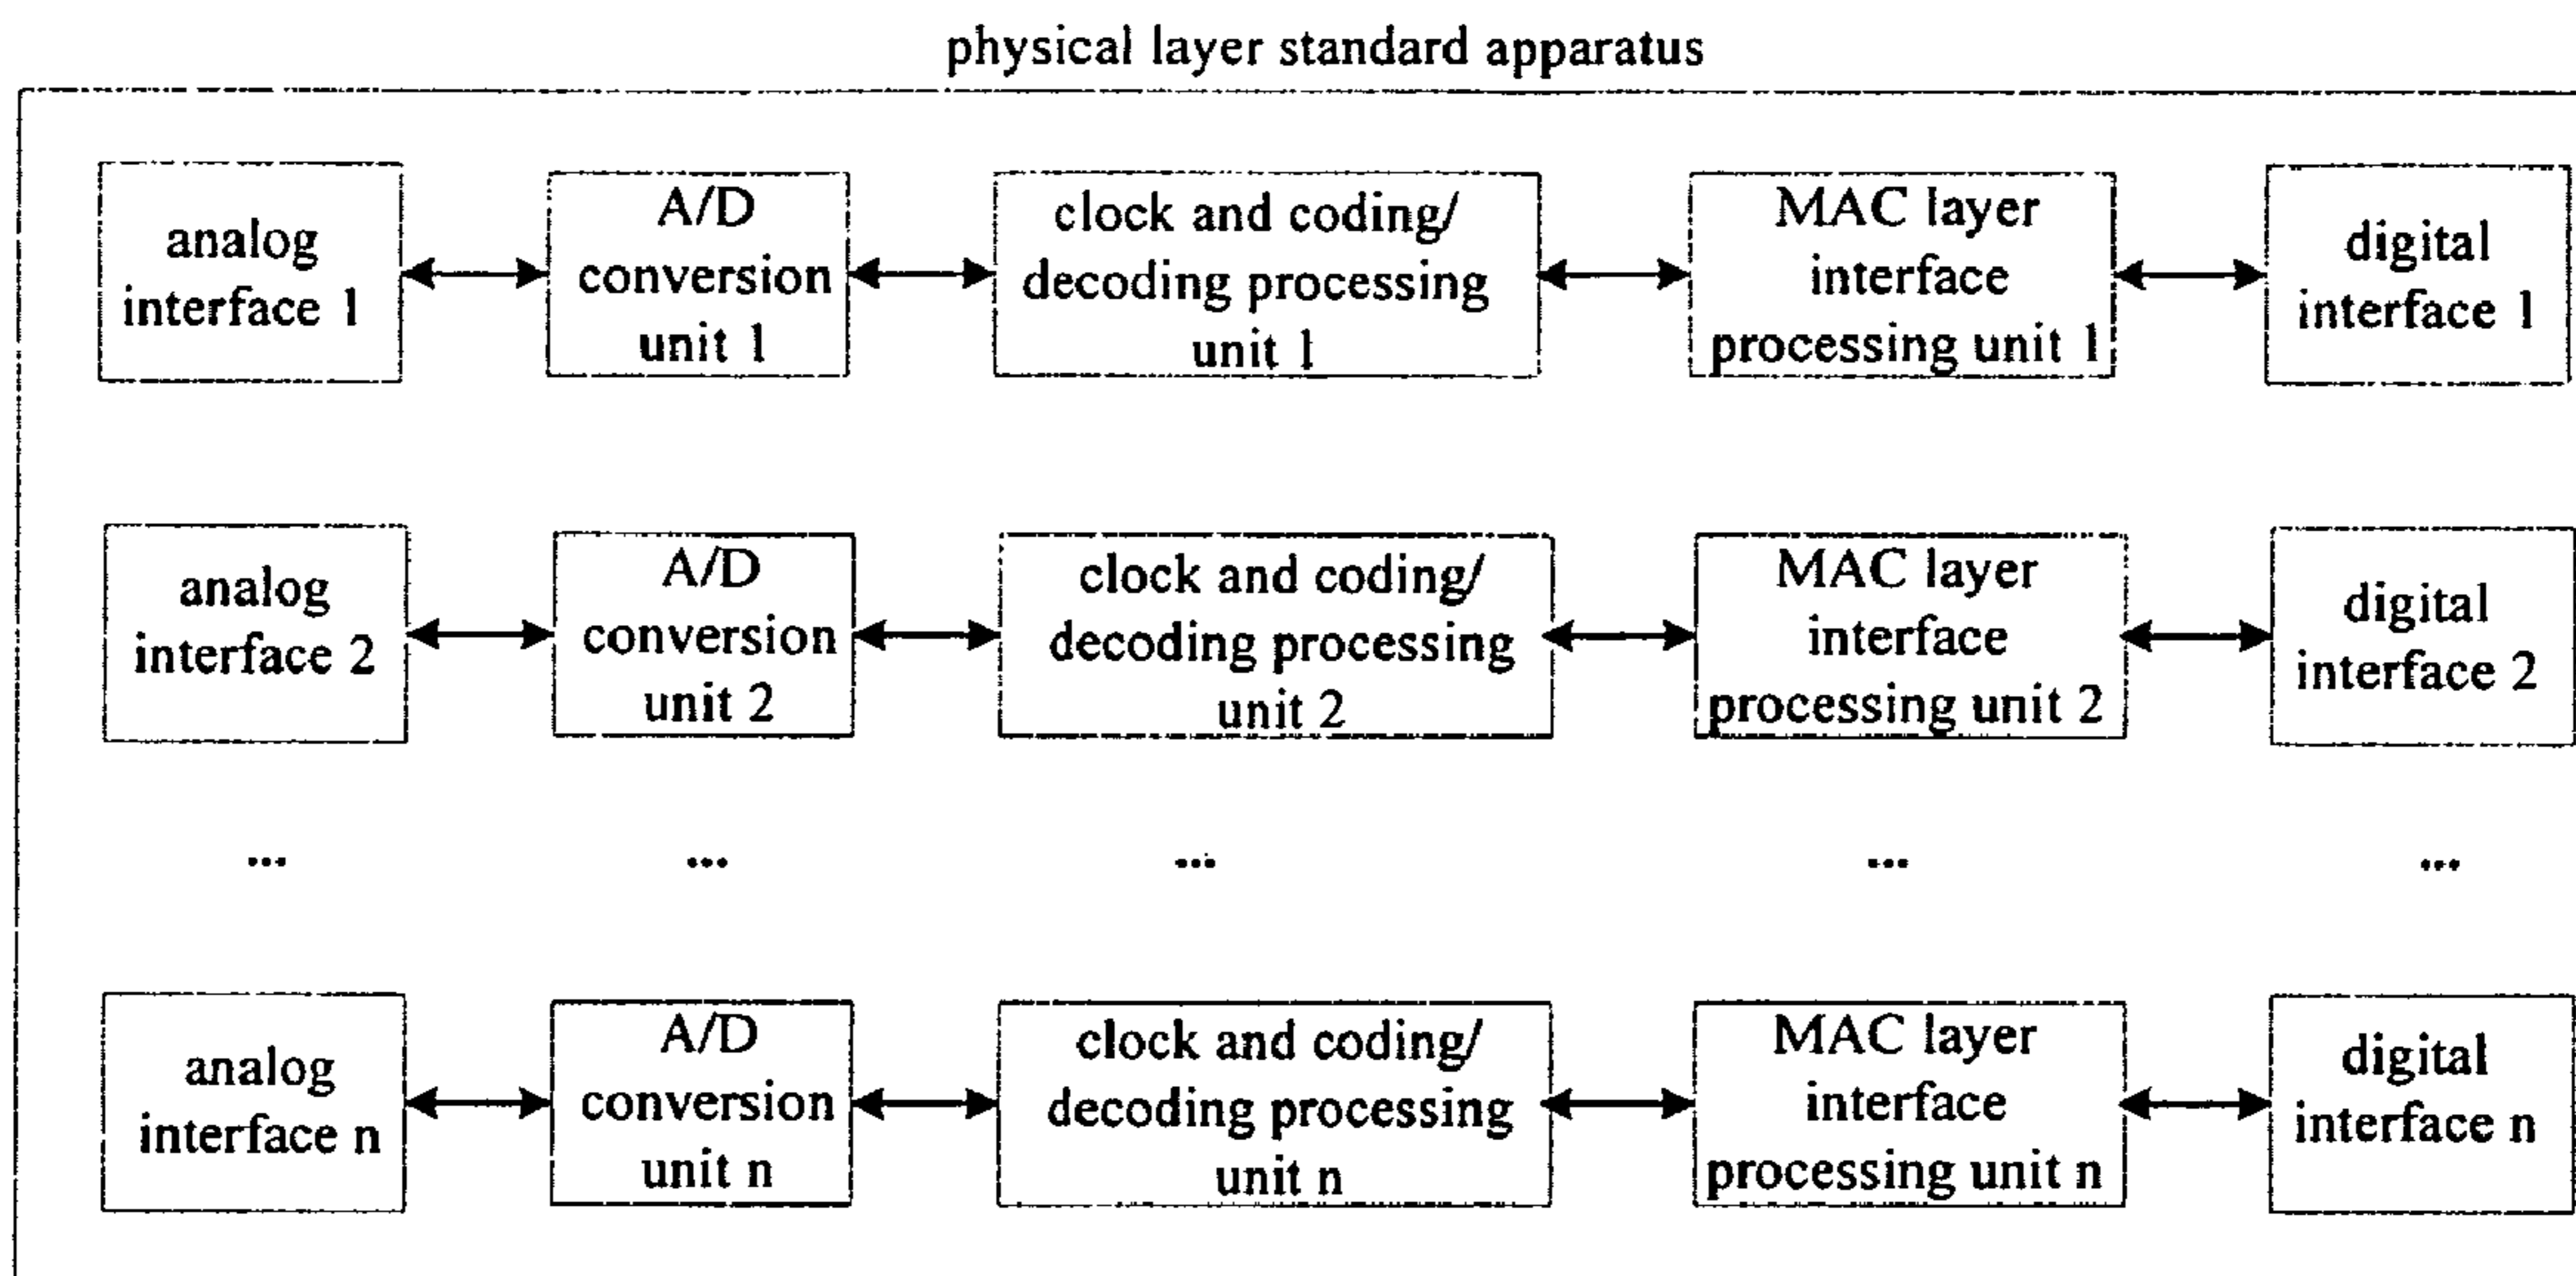 physical layer standard apparatus
analog
interface 1
A/D
conversion
unit 1
clock and coding/
decoding processing
unit 1
MAC layer
interface
processing unit 1
digital
interface 1
analog
interface 2
A/D
conversion
unit 2
clock and coding/
decoding processing
unit 2
MAC layer
interface
processing unit 2
digital
interface 2
... ... ... ... ...
analog
interface n
A/D
conversion
unit n
clock and coding/
decoding processing
unit n
MAC layer
interface
processing unit n
digital
interface n